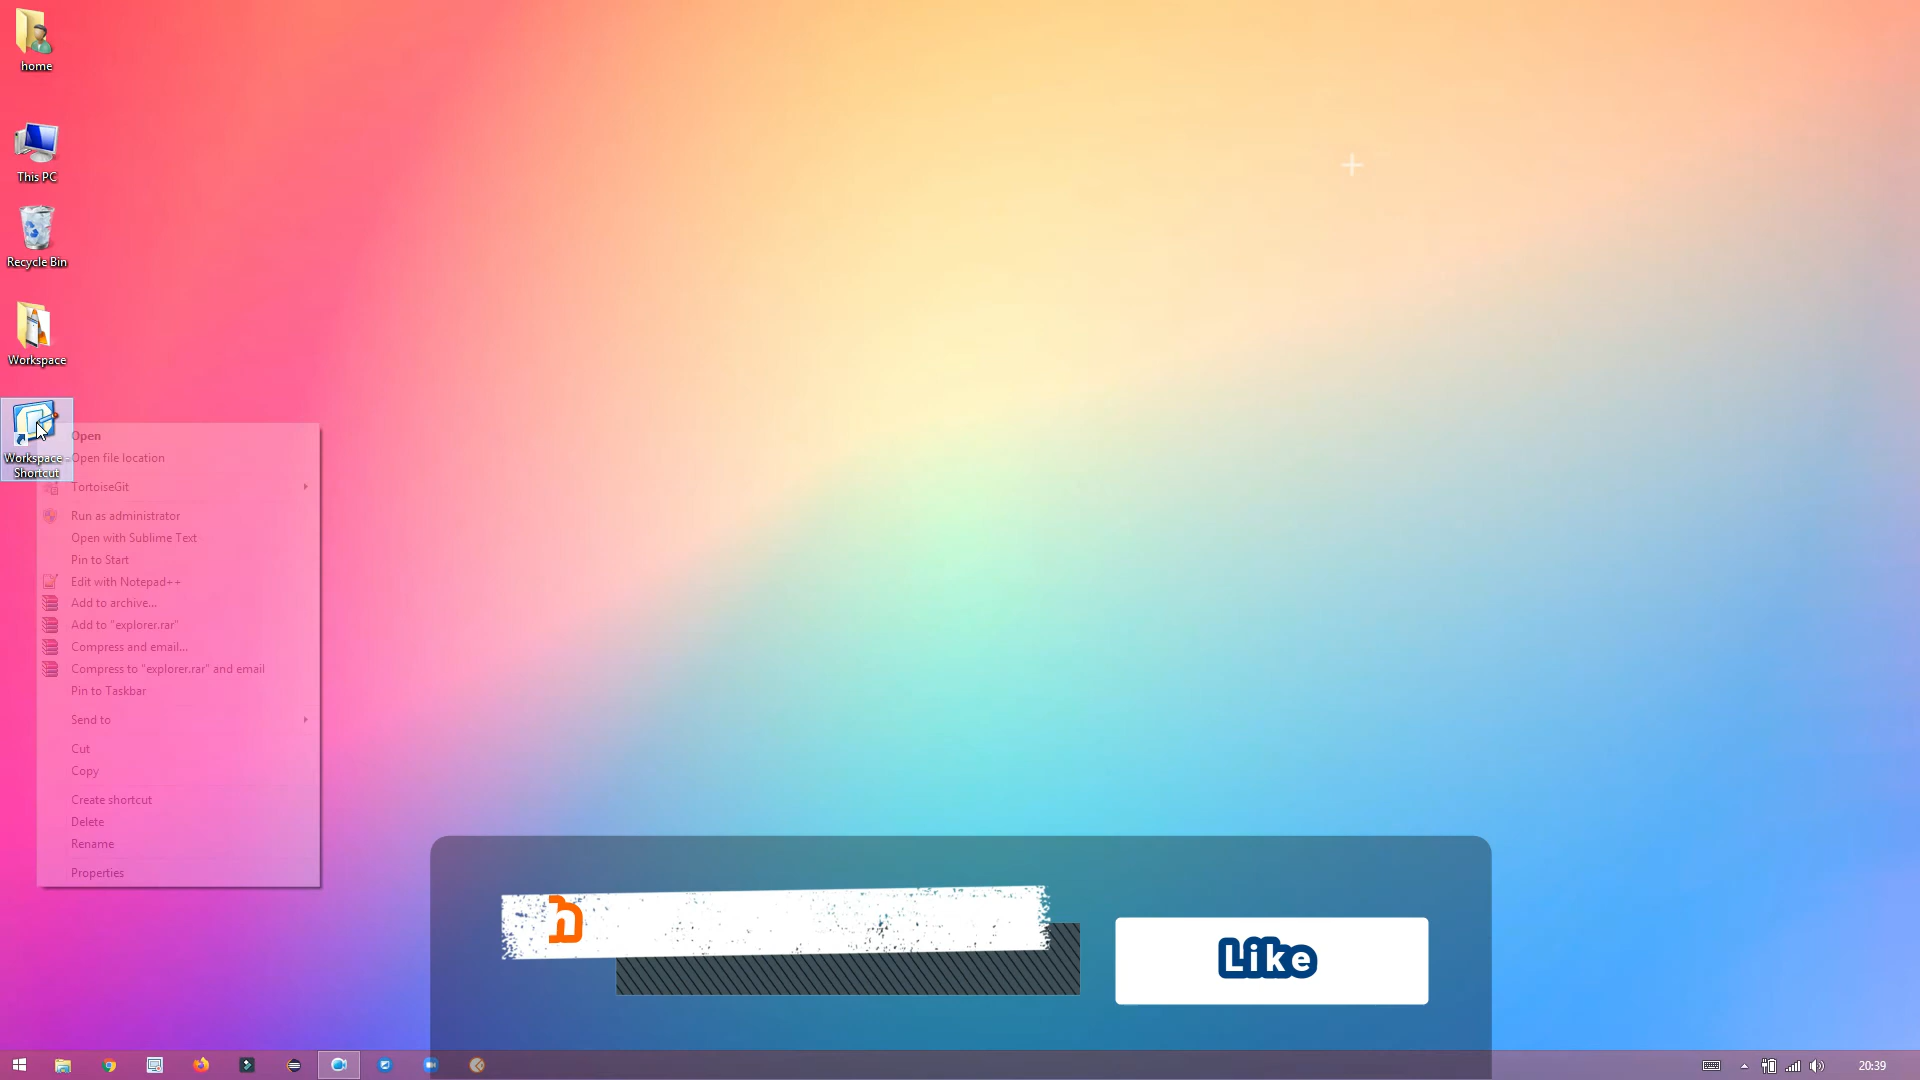 home
This PC
Recycle Bin
Workspace
Workspace -
Shortcut
Open
Open file location
TortoiseGit
Run as administrator
Open with Sublime Text
Pin to Start
Edit with Notepad++
Add to archive...
Add to "explorer.rar"
Compress and email...
Compress to "explorer.rar" and email
Pin to Taskbar
Send to
Cut
Copy
Create shortcut
Delete
Rename
Properties
Like
20:39